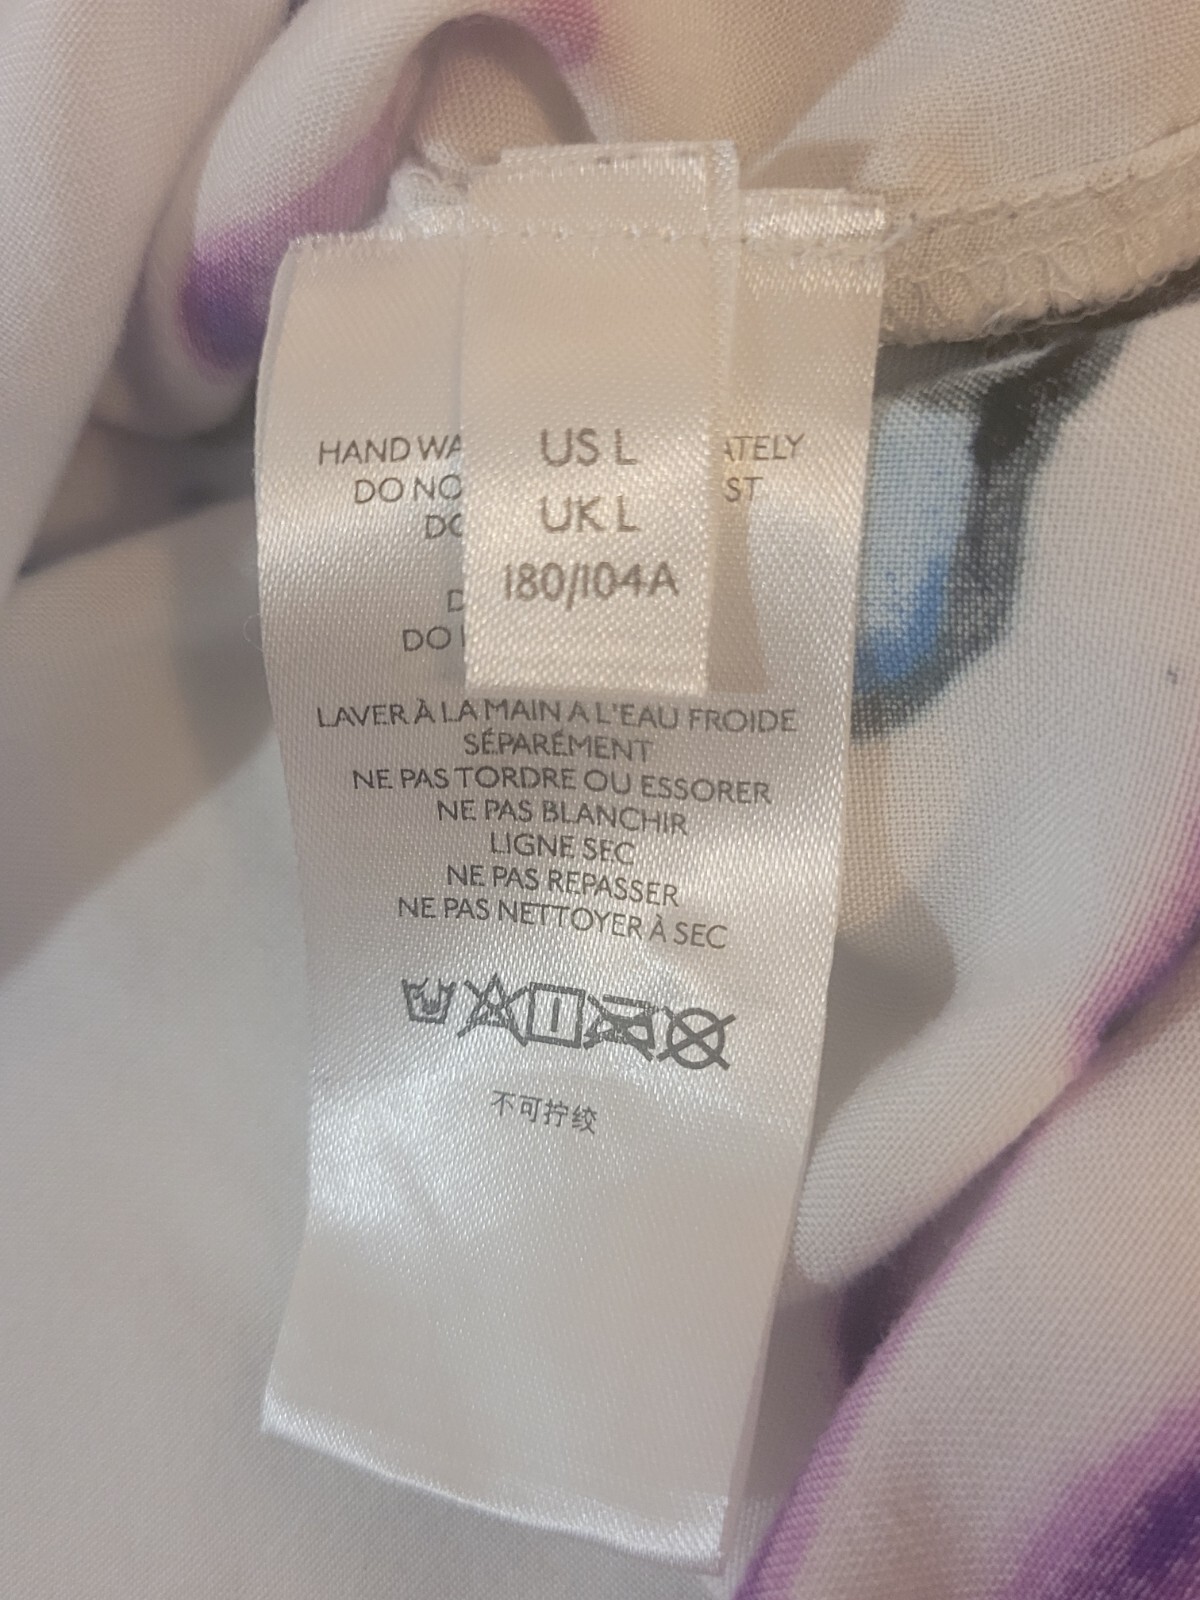 US L
UK L
180/104A
HAND WA ATELY
DO NO ST
DO
D
DO
LAVER À LA MAIN A L'EAU FROIDE
SÉPARÉMENT
NE PAS TORDRE OU ESSORER
NE PAS BLANCHIR
LIGNE SEC
NE PAS REPASSER
NE PAS NETTOYER À SEC
不可拧绞